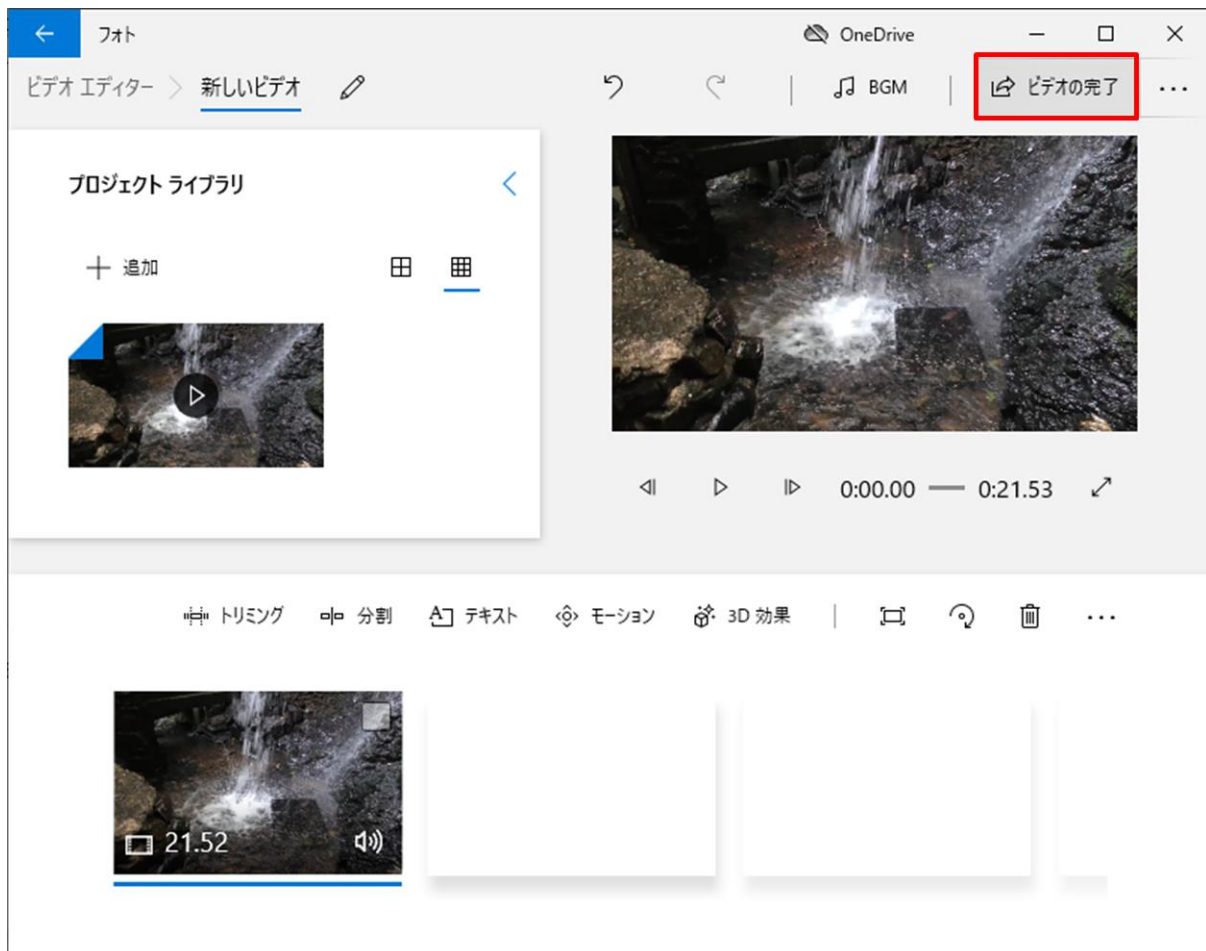 フォト OneDrive
ビデオ エディター 新しいビデオ BGM ビデオの完了
プロジェクト ライブラリ
追加
0:00.00 0:21.53
トリミング 分割 テキスト モーション 3D 効果
21.52